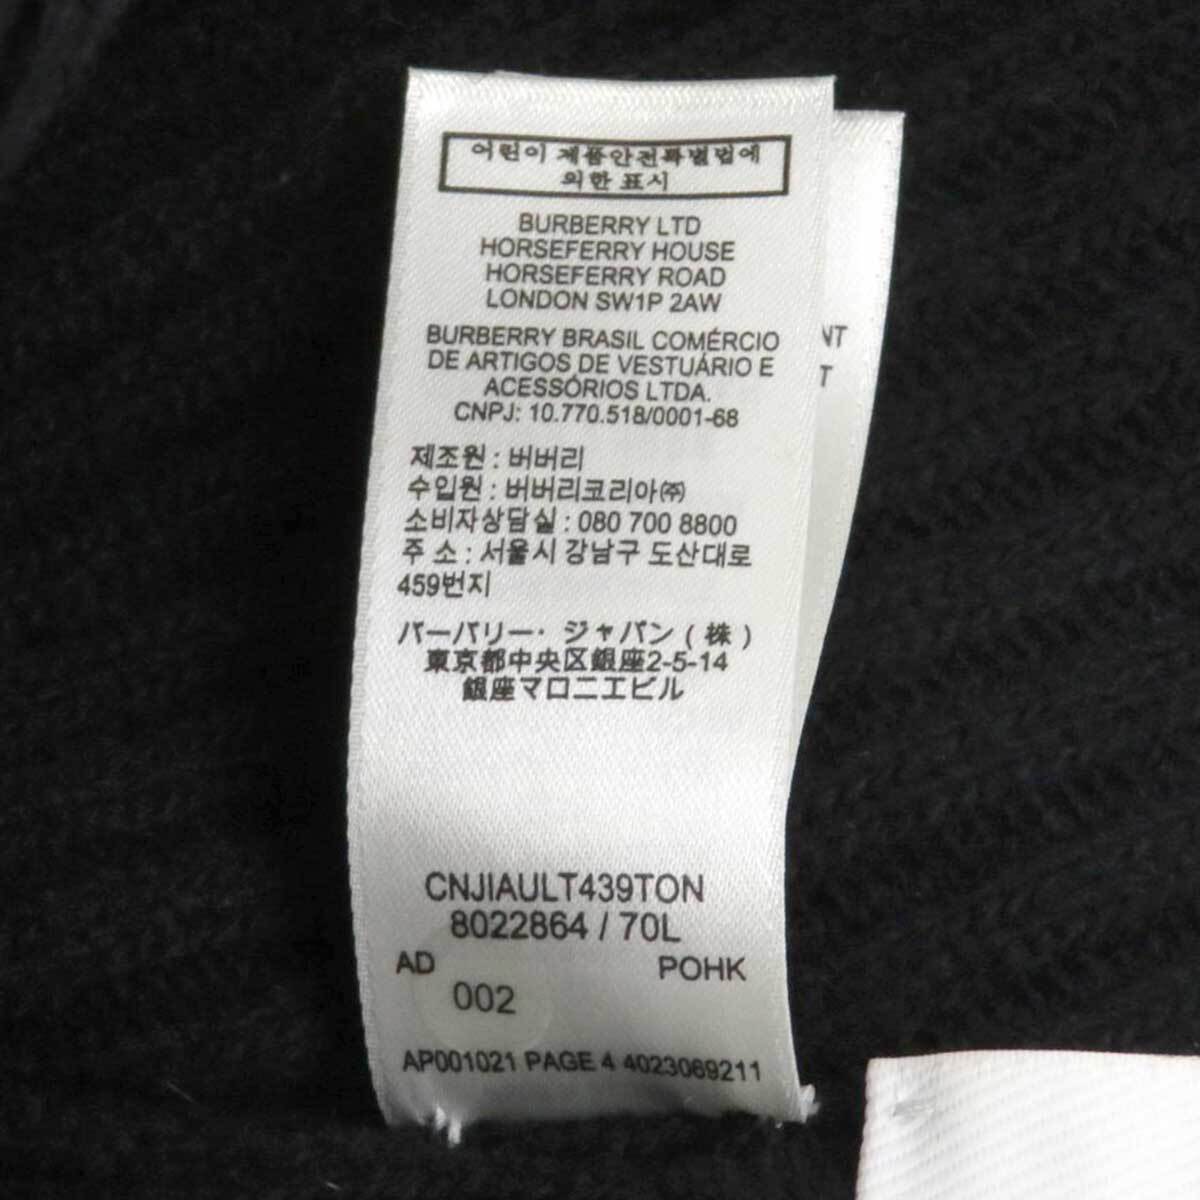 어린이 제품안전특별법에
의한 표시
BURBERRY LTD
HORSEFERRY HOUSE
HORSEFERRY ROAD
LONDON SW1P 2AW
BURBERRY BRASIL COMÉRCIO
DE ARTIGOS DE VESTUÁRIO E
ACESSÓRIOS LTDA.
CNPJ: 10.770.518/0001-68
제조원 : 버버리
수입원 : 버버리코리아㈜
소비자상담실 : 080 700 8800
주 소 : 서울시 강남구 도산대로
459번지
バーバリー・ジャパン ( 株 )
東京都中央区銀座2-5-14
銀座マロニエビル
CNJIAULT439TON
8022864 / 70L
AD POHK
002
AP001021 PAGE 4 4023069211
NT
T